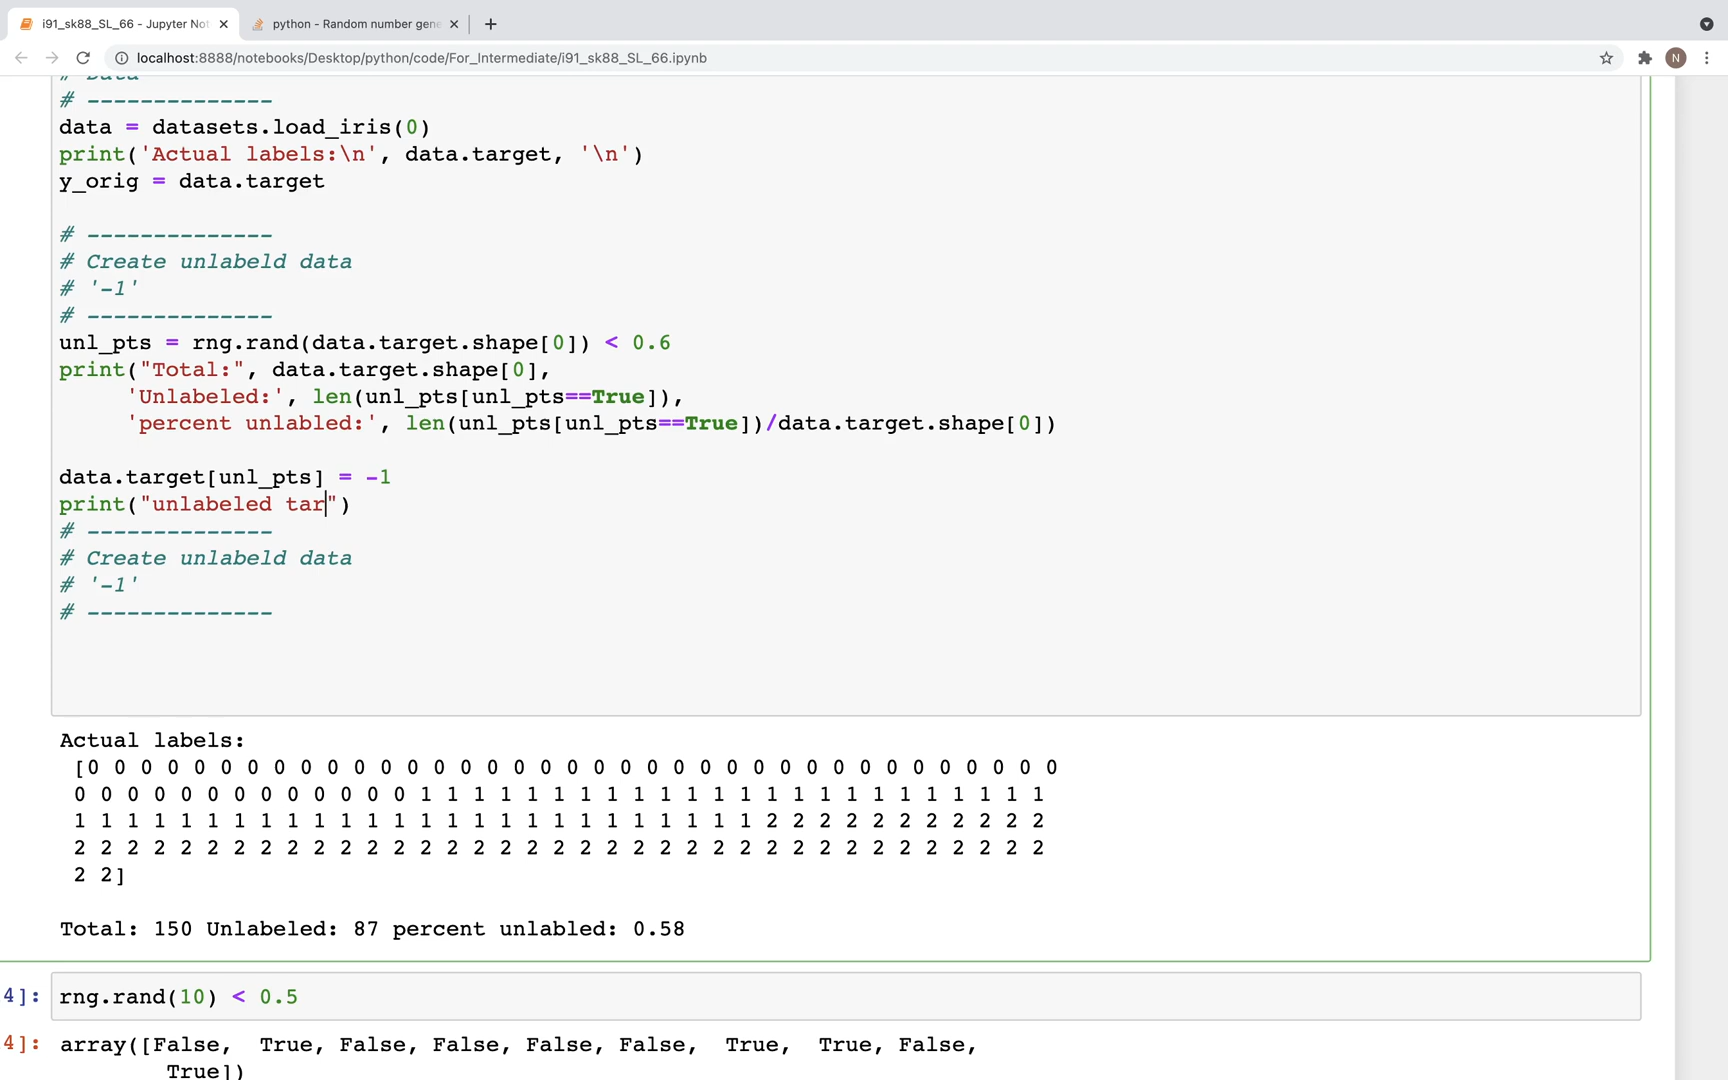 i91_sk88_SL_66 - Jupyter Not
python - Random number gene
localhost:8888/notebooks/Desktop/python/code/For_Intermediate/i91_sk88_SL_66.ipynb
N
# Data
# --------------
data = datasets.load_iris(0)
print('Actual labels:\n', data.target, '\n')
y_orig = data.target
# --------------
# Create unlabeld data
# '-1'
# --------------
unl_pts = rng.rand(data.target.shape[0]) < 0.6
print("Total:", data.target.shape[0],
'Unlabeled:', len(unl_pts[unl_pts==True]),
'percent unlabled:', len(unl_pts[unl_pts==True])/data.target.shape[0])
data.target[unl_pts] = -1
print("unlabeled tar")
# --------------
# Create unlabeld data
# '-1'
# --------------
Actual labels:
[0 0 0 0 0 0 0 0 0 0 0 0 0 0 0 0 0 0 0 0 0 0 0 0 0 0 0 0 0 0 0 0 0 0 0 0 0
0 0 0 0 0 0 0 0 0 0 0 0 0 1 1 1 1 1 1 1 1 1 1 1 1 1 1 1 1 1 1 1 1 1 1 1 1
1 1 1 1 1 1 1 1 1 1 1 1 1 1 1 1 1 1 1 1 1 1 1 1 1 1 2 2 2 2 2 2 2 2 2 2 2
2 2 2 2 2 2 2 2 2 2 2 2 2 2 2 2 2 2 2 2 2 2 2 2 2 2 2 2 2 2 2 2 2 2 2 2 2
2 2]
Total: 150 Unlabeled: 87 percent unlabled: 0.58
4]: rng.rand(10) < 0.5
4]: array([False, True, False, False, False, False, True, True, False,
True])